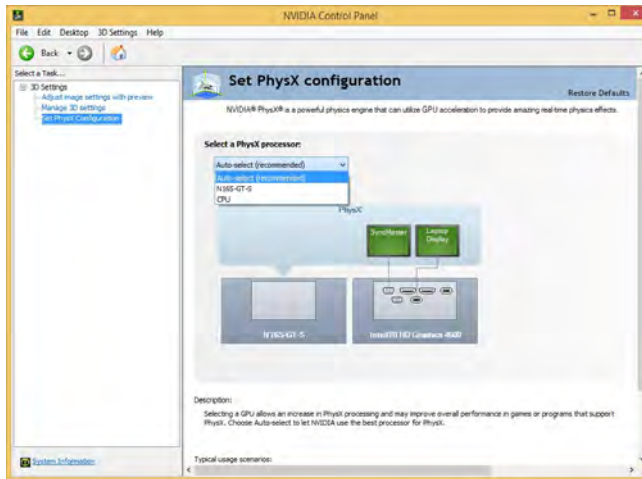 NVIDIA Control Panel
File Edit Desktop 3D Settings Help
Back
Select a Task...
3D Settings
Adjust image settings with preview
Manage 3D settings
Set PhysX Configuration
Set PhysX configuration
Restore Defaults
NVIDIA® PhysX® is a powerful physics engine that can utilize GPU acceleration to provide amazing real-time physics effects.
Select a PhysX processor:
Auto-select (recommended)
Auto-select (recommended)
N16S-GT-S
CPU
PhysX
SyncMaster
Laptop
Display
N16S-GT-S
Intel(R) HD Graphics 4600
Description:
Selecting a GPU allows an increase in PhysX processing and may improve overall performance in games or programs that support
PhysX. Choose Auto-select to let NVIDIA use the best processor for PhysX.
System Information
Typical usage scenarios: